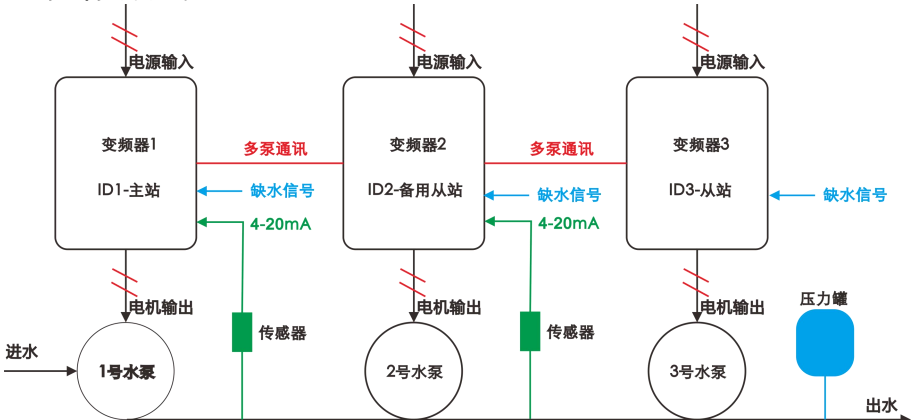 电源输入
电源输入
电源输入
变频器1
多泵通讯
变频器2
多泵通讯
变频器3
ID1-主站
缺水信号
ID2-备用从站
缺水信号
ID3-从站
缺水信号
4-20mA
4-20mA
电机输出
电机输出
电机输出
压力罐
传感器
传感器
进水
1号水泵
2号水泵
3号水泵
出水